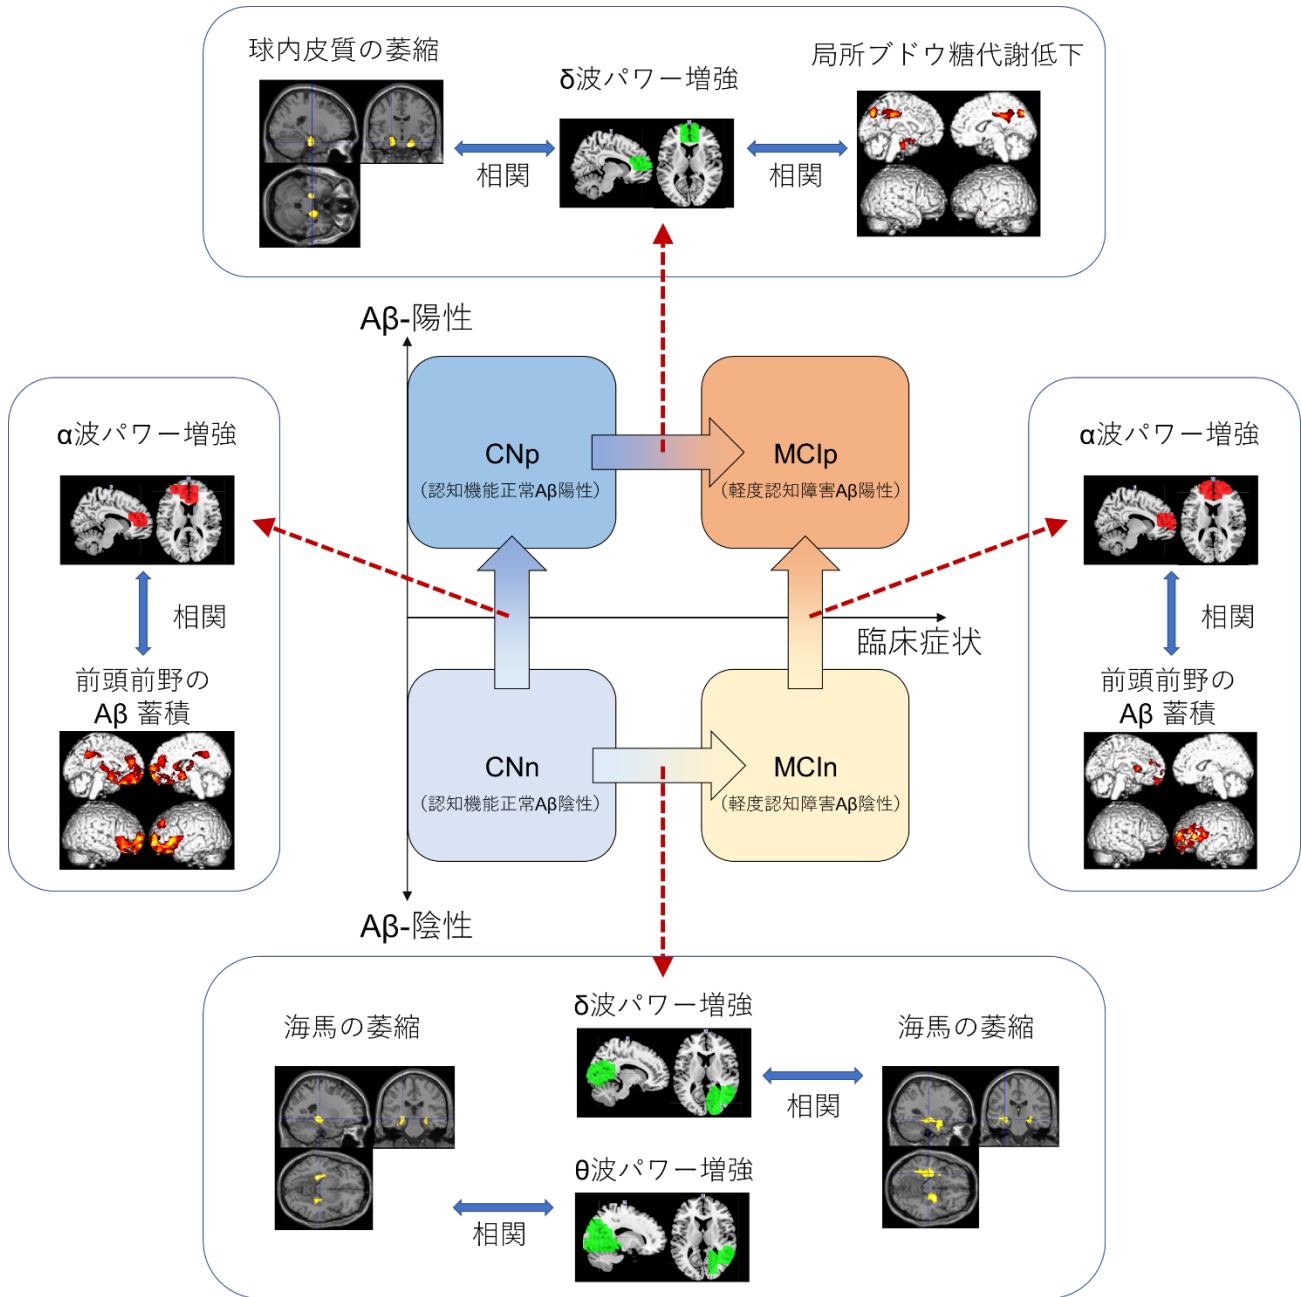 球内皮質の萎縮
δ波パワー増強
局所ブドウ糖代謝低下
相関
相関
Aβ-陽性
CNp
（認知機能正常Aβ陽性）
MCIp
（軽度認知障害Aβ陽性）
α波パワー増強
相関
前頭前野の
Aβ 蓄積
α波パワー増強
相関
前頭前野の
Aβ 蓄積
臨床症状
CNn
（認知機能正常Aβ陰性）
MCIn
（軽度認知障害Aβ陰性）
Aβ-陰性
海馬の萎縮
δ波パワー増強
海馬の萎縮
相関
θ波パワー増強
相関